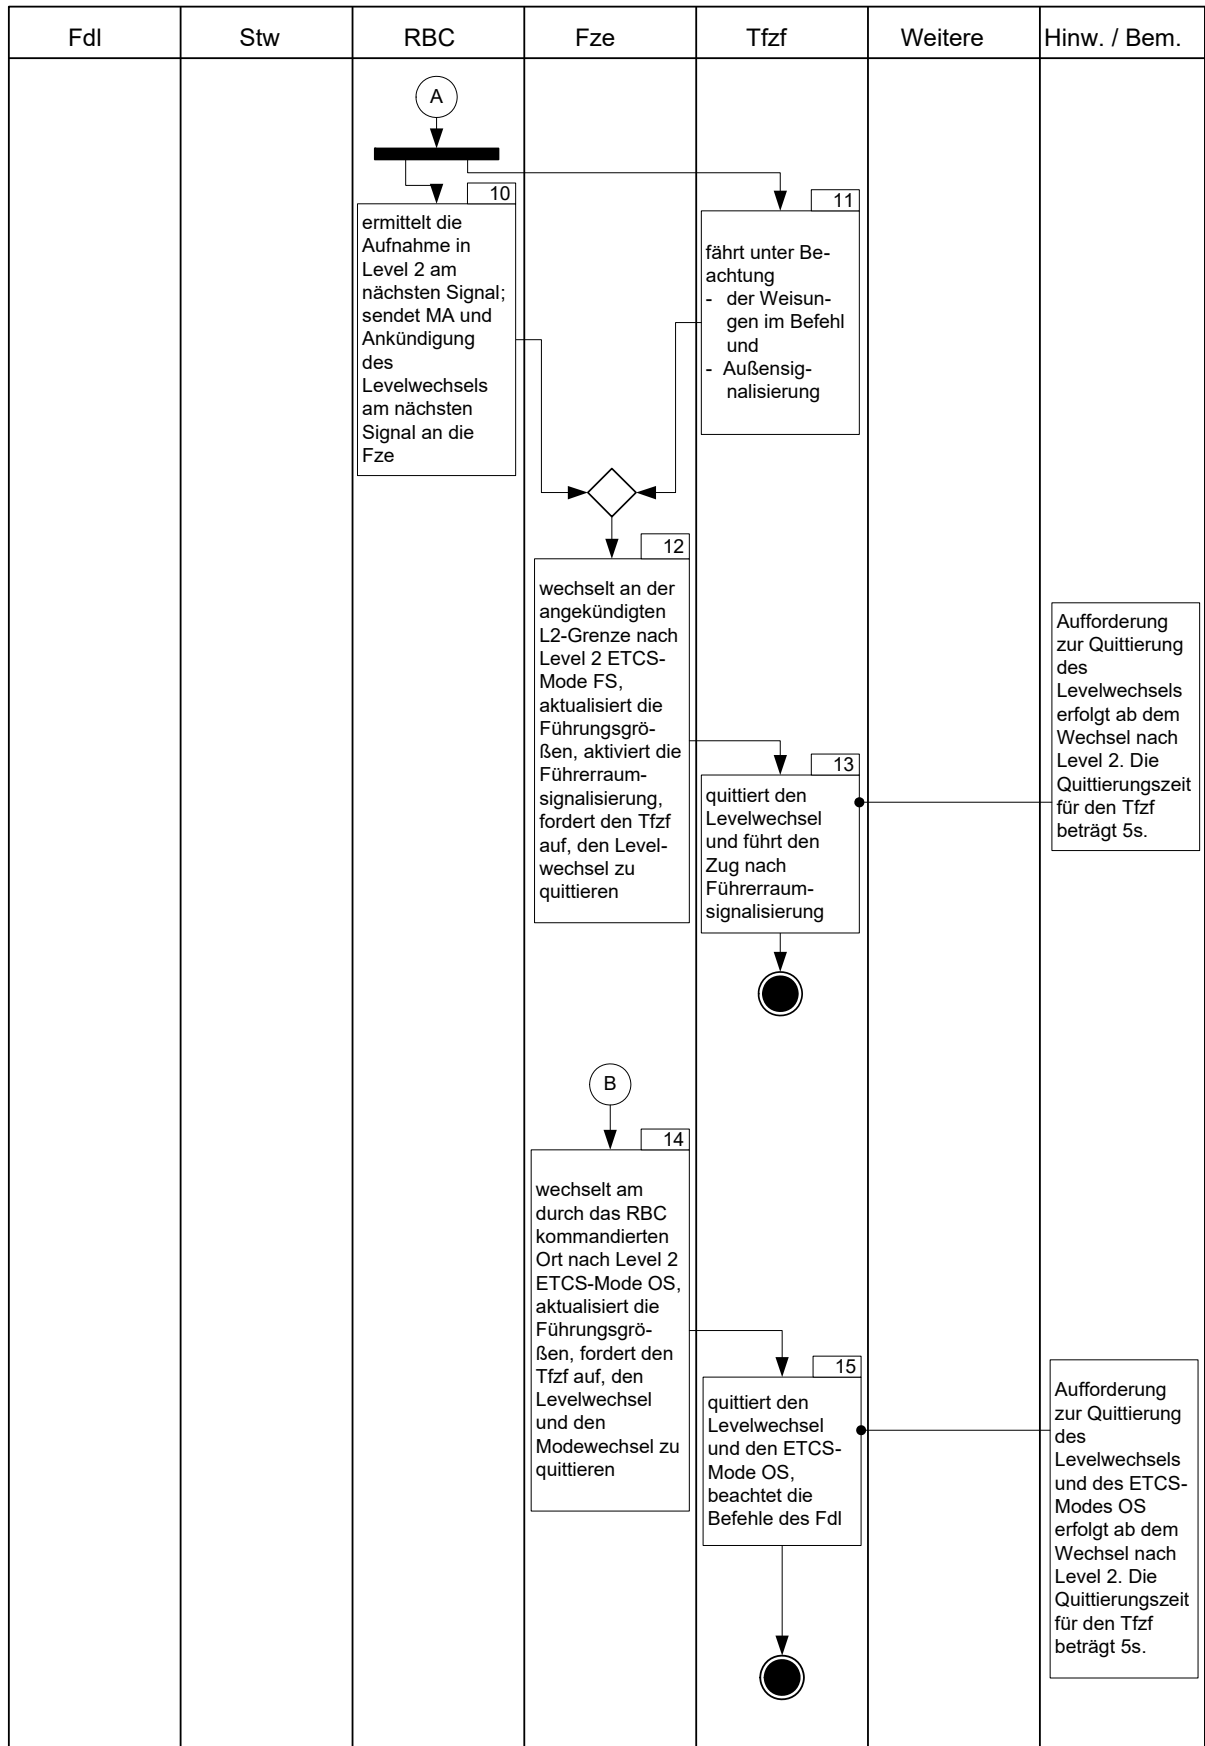 Fdl
Stw
RBC
Fze
Tfzf
Weitere
Hinw. / Bem.
A
10
ermittelt die
Aufnahme in
Level 2 am
nächsten Signal;
sendet MA und
Ankündigung
des
Levelwechsels
am nächsten
Signal an die
Fze
11
fährt unter Be-
achtung
- der Weisun-
gen im Befehl
und
- Außensig-
nalisierung
12
wechselt an der
angekündigten
L2-Grenze nach
Level 2 ETCS-
Mode FS,
aktualisiert die
Führungsgrö-
ßen, aktiviert die
Führerraum-
signalisierung,
fordert den Tfzf
auf, den Level-
wechsel zu
quittieren
13
quittiert den
Levelwechsel
und führt den
Zug nach
Führerraum-
signalisierung
Aufforderung
zur Quittierung
des
Levelwechsels
erfolgt ab dem
Wechsel nach
Level 2. Die
Quittierungszeit
für den Tfzf
beträgt 5s.
B
14
wechselt am
durch das RBC
kommandierten
Ort nach Level 2
ETCS-Mode OS,
aktualisiert die
Führungsgrö-
ßen, fordert den
Tfzf auf, den
Levelwechsel
und den
Modewechsel zu
quittieren
15
quittiert den
Levelwechsel
und den ETCS-
Mode OS,
beachtet die
Befehle des Fdl
Aufforderung
zur Quittierung
des
Levelwechsels
und des ETCS-
Modes OS
erfolgt ab dem
Wechsel nach
Level 2. Die
Quittierungszeit
für den Tfzf
beträgt 5s.